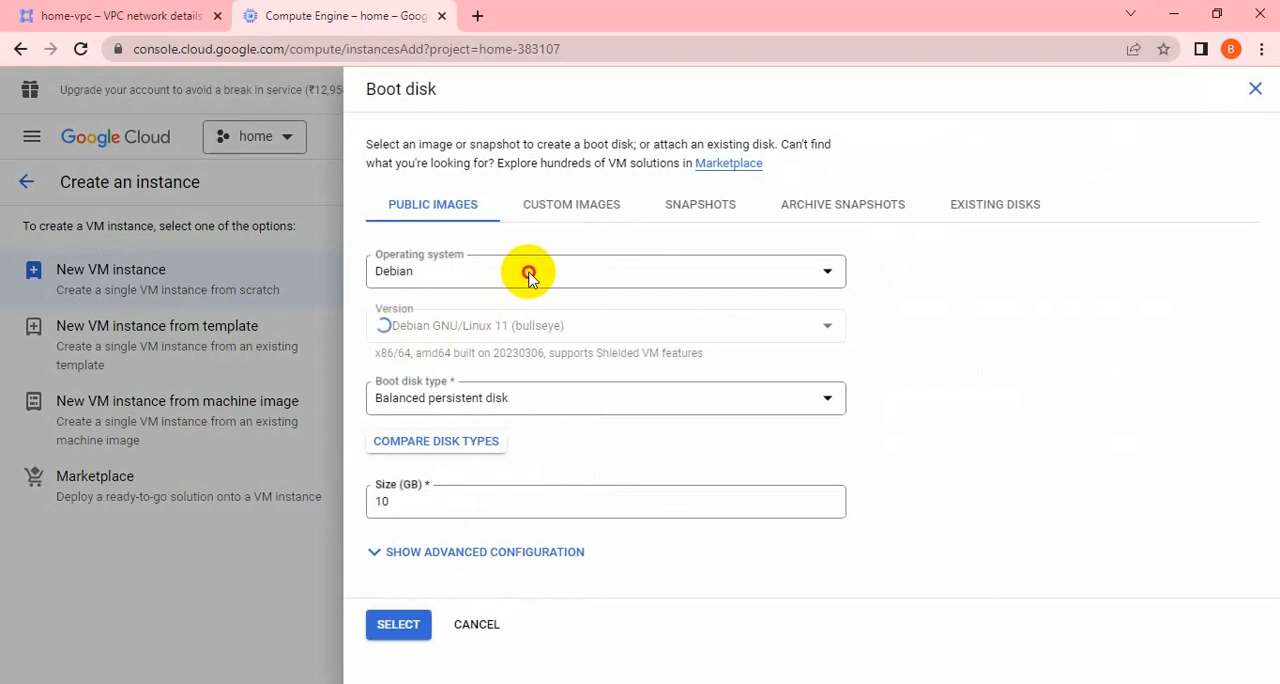 home-vpc – VPC network details
Compute Engine – home – Goog
console.cloud.google.com/compute/instancesAdd?project=home-383107
B
Upgrade your account to avoid a break in service (₹12,95
Google Cloud
home
Create an instance
To create a VM instance, select one of the options:
New VM instance
Create a single VM instance from scratch
New VM instance from template
Create a single VM instance from an existing
template
New VM instance from machine image
Create a single VM instance from an existing
machine image
Marketplace
Deploy a ready-to-go solution onto a VM instance
Boot disk
Select an image or snapshot to create a boot disk; or attach an existing disk. Can't find
what you're looking for? Explore hundreds of VM solutions in Marketplace
PUBLIC IMAGES
CUSTOM IMAGES
SNAPSHOTS
ARCHIVE SNAPSHOTS
EXISTING DISKS
Operating system
Debian
Version
Debian GNU/Linux 11 (bullseye)
x86/64, amd64 built on 20230306, supports Shielded VM features
Boot disk type *
Balanced persistent disk
COMPARE DISK TYPES
Size (GB) *
10
SHOW ADVANCED CONFIGURATION
SELECT
CANCEL